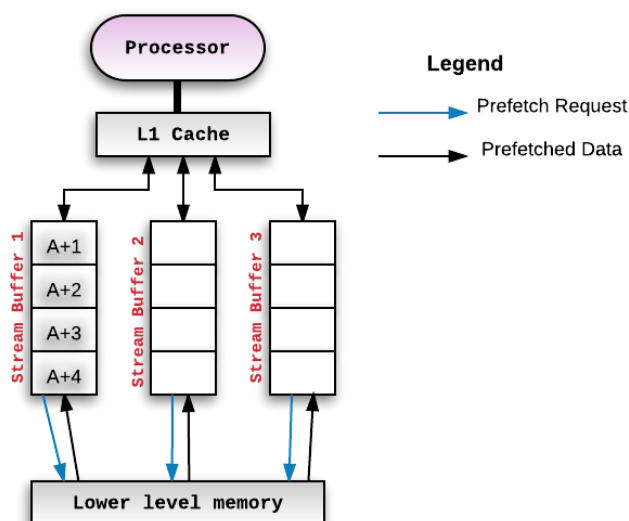 Processor
L1 Cache
Legend
Prefetch Request
Prefetched Data
Stream Buffer 1
A+1
A+2
A+3
A+4
Stream Buffer 2
Stream Buffer 3
Lower level memory